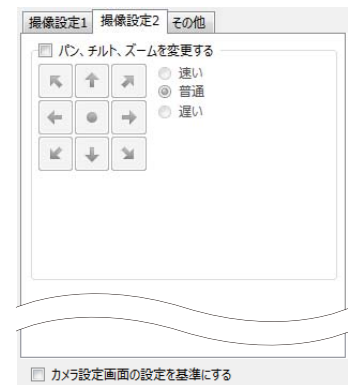 撮像設定1 撮像設定2 その他
パン、チルト、ズームを変更する
速い
普通
遅い
カメラ設定画面の設定を基準にする